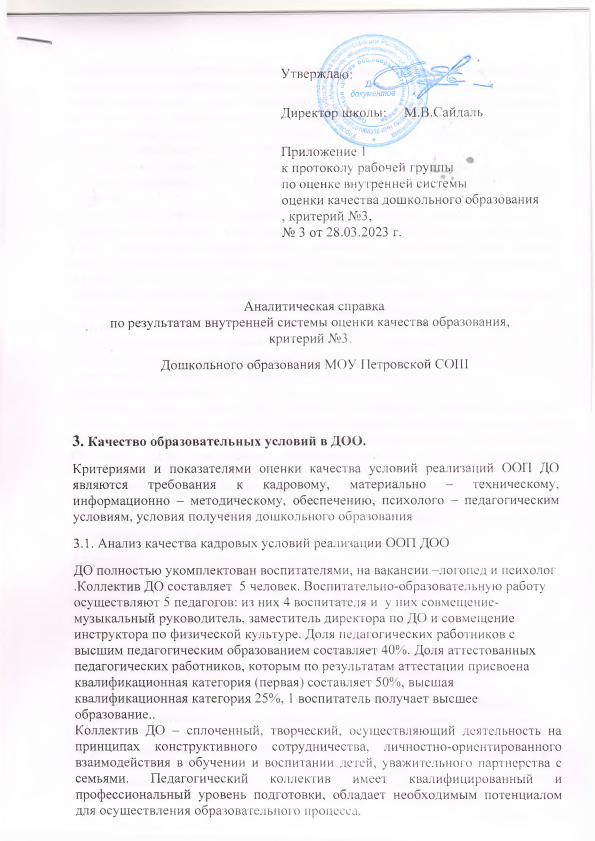 Утверждаю:
Для документов
Директор школы: М.В.Сайдаль
Приложение 1
к протоколу рабочей группы
по оценке внутренней системы
оценки качества дошкольного образования
, критерий №3,
№ 3 от 28.03.2023 г.
Аналитическая справка
по результатам внутренней системы оценки качества образования,
критерий №3.
Дошкольного образования МОУ Петровской СОШ
3. Качество образовательных условий в ДОО.
Критериями и показателями оценки качества условий реализаций ООП ДО
являются требования к кадровому, материально – техническому,
информационно – методическому, обеспечению, психолого – педагогическим
условиям, условия получения дошкольного образования
3.1. Анализ качества кадровых условий реализации ООП ДОО
ДО полностью укомплектован воспитателями, на вакансии –логопед и психолог
.Коллектив ДО составляет 5 человек. Воспитательно-образовательную работу
осуществляют 5 педагогов: из них 4 воспитателя и у них совмещение-
музыкальный руководитель, заместитель директора по ДО и совмещение
инструктора по физической культуре. Доля педагогических работников с
высшим педагогическим образованием составляет 40%. Доля аттестованных
педагогических работников, которым по результатам аттестации присвоена
квалификационная категория (первая) составляет 50%, высшая
квалификационная категория 25%, 1 воспитатель получает высшее
образование..
Коллектив ДО – сплоченный, творческий, осуществляющий деятельность на
принципах конструктивного сотрудничества, личностно-ориентированного
взаимодействия в обучении и воспитании детей, уважительного партнерства с
семьями. Педагогический коллектив имеет квалифицированный и
профессиональный уровень подготовки, обладает необходимым потенциалом
для осуществления образовательного процесса.